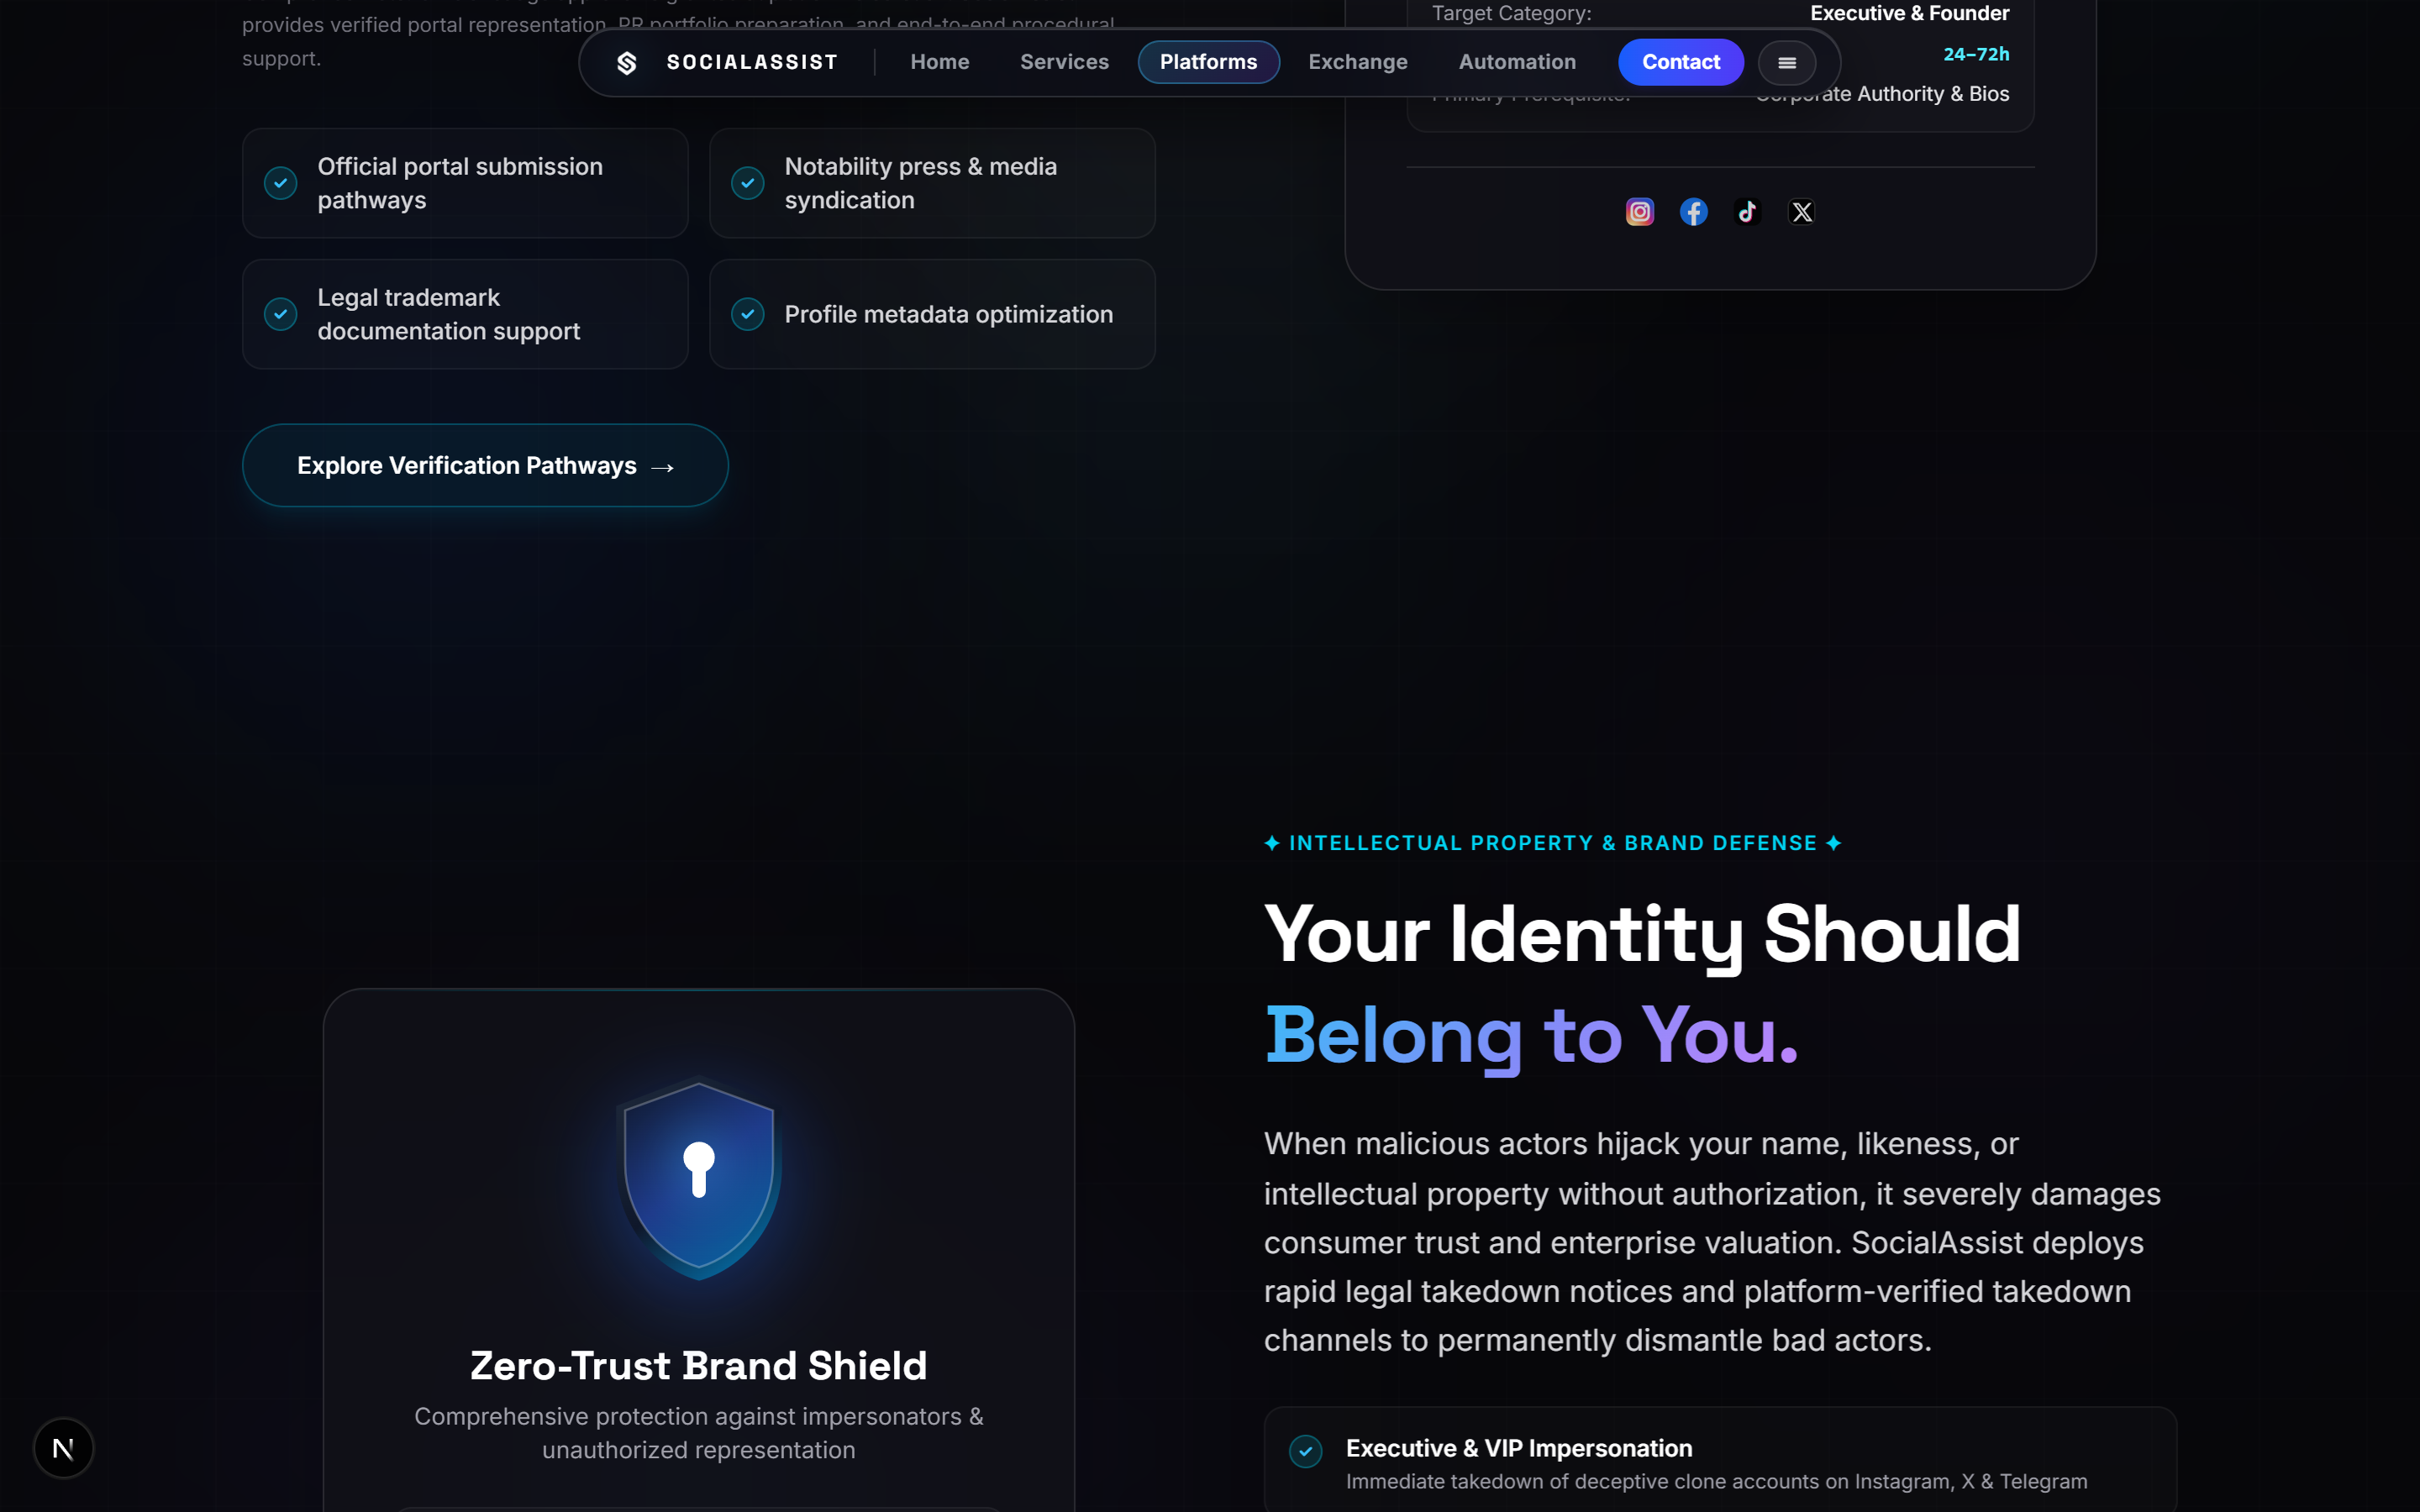 provides verified portal representation, PR portfolio preparation, and end-to-end procedural
support.
Target Category:
Executive & Founder
24–72h
Primary Prerequisite:
Corporate Authority & Bios
SOCIALASSIST
Home
Services
Platforms
Exchange
Automation
Contact
Official portal submission
pathways
Notability press & media
syndication
Legal trademark
documentation support
Profile metadata optimization
Explore Verification Pathways →
✦ INTELLECTUAL PROPERTY & BRAND DEFENSE ✦
Your Identity Should
Belong to You.
When malicious actors hijack your name, likeness, or
intellectual property without authorization, it severely damages
consumer trust and enterprise valuation. SocialAssist deploys
rapid legal takedown notices and platform-verified takedown
channels to permanently dismantle bad actors.
Zero-Trust Brand Shield
Comprehensive protection against impersonators &
unauthorized representation
Executive & VIP Impersonation
Immediate takedown of deceptive clone accounts on Instagram, X & Telegram